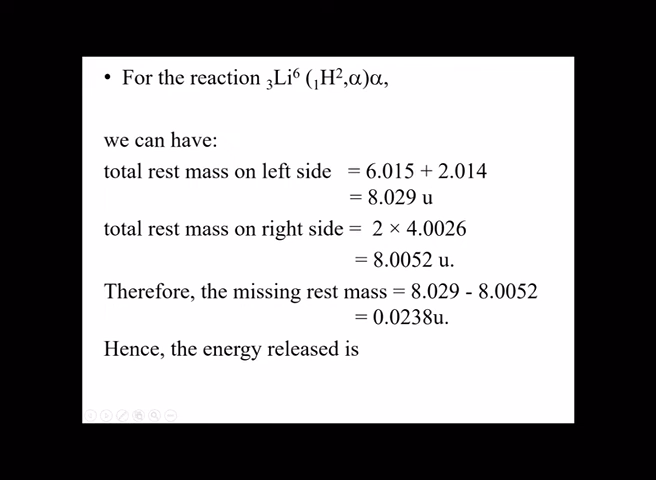 • For the reaction ₃Li⁶ (₁H²,α)α,
we can have:
total rest mass on left side = 6.015 + 2.014
= 8.029 u
total rest mass on right side = 2 × 4.0026
= 8.0052 u.
Therefore, the missing rest mass = 8.029 - 8.0052
= 0.0238u.
Hence, the energy released is